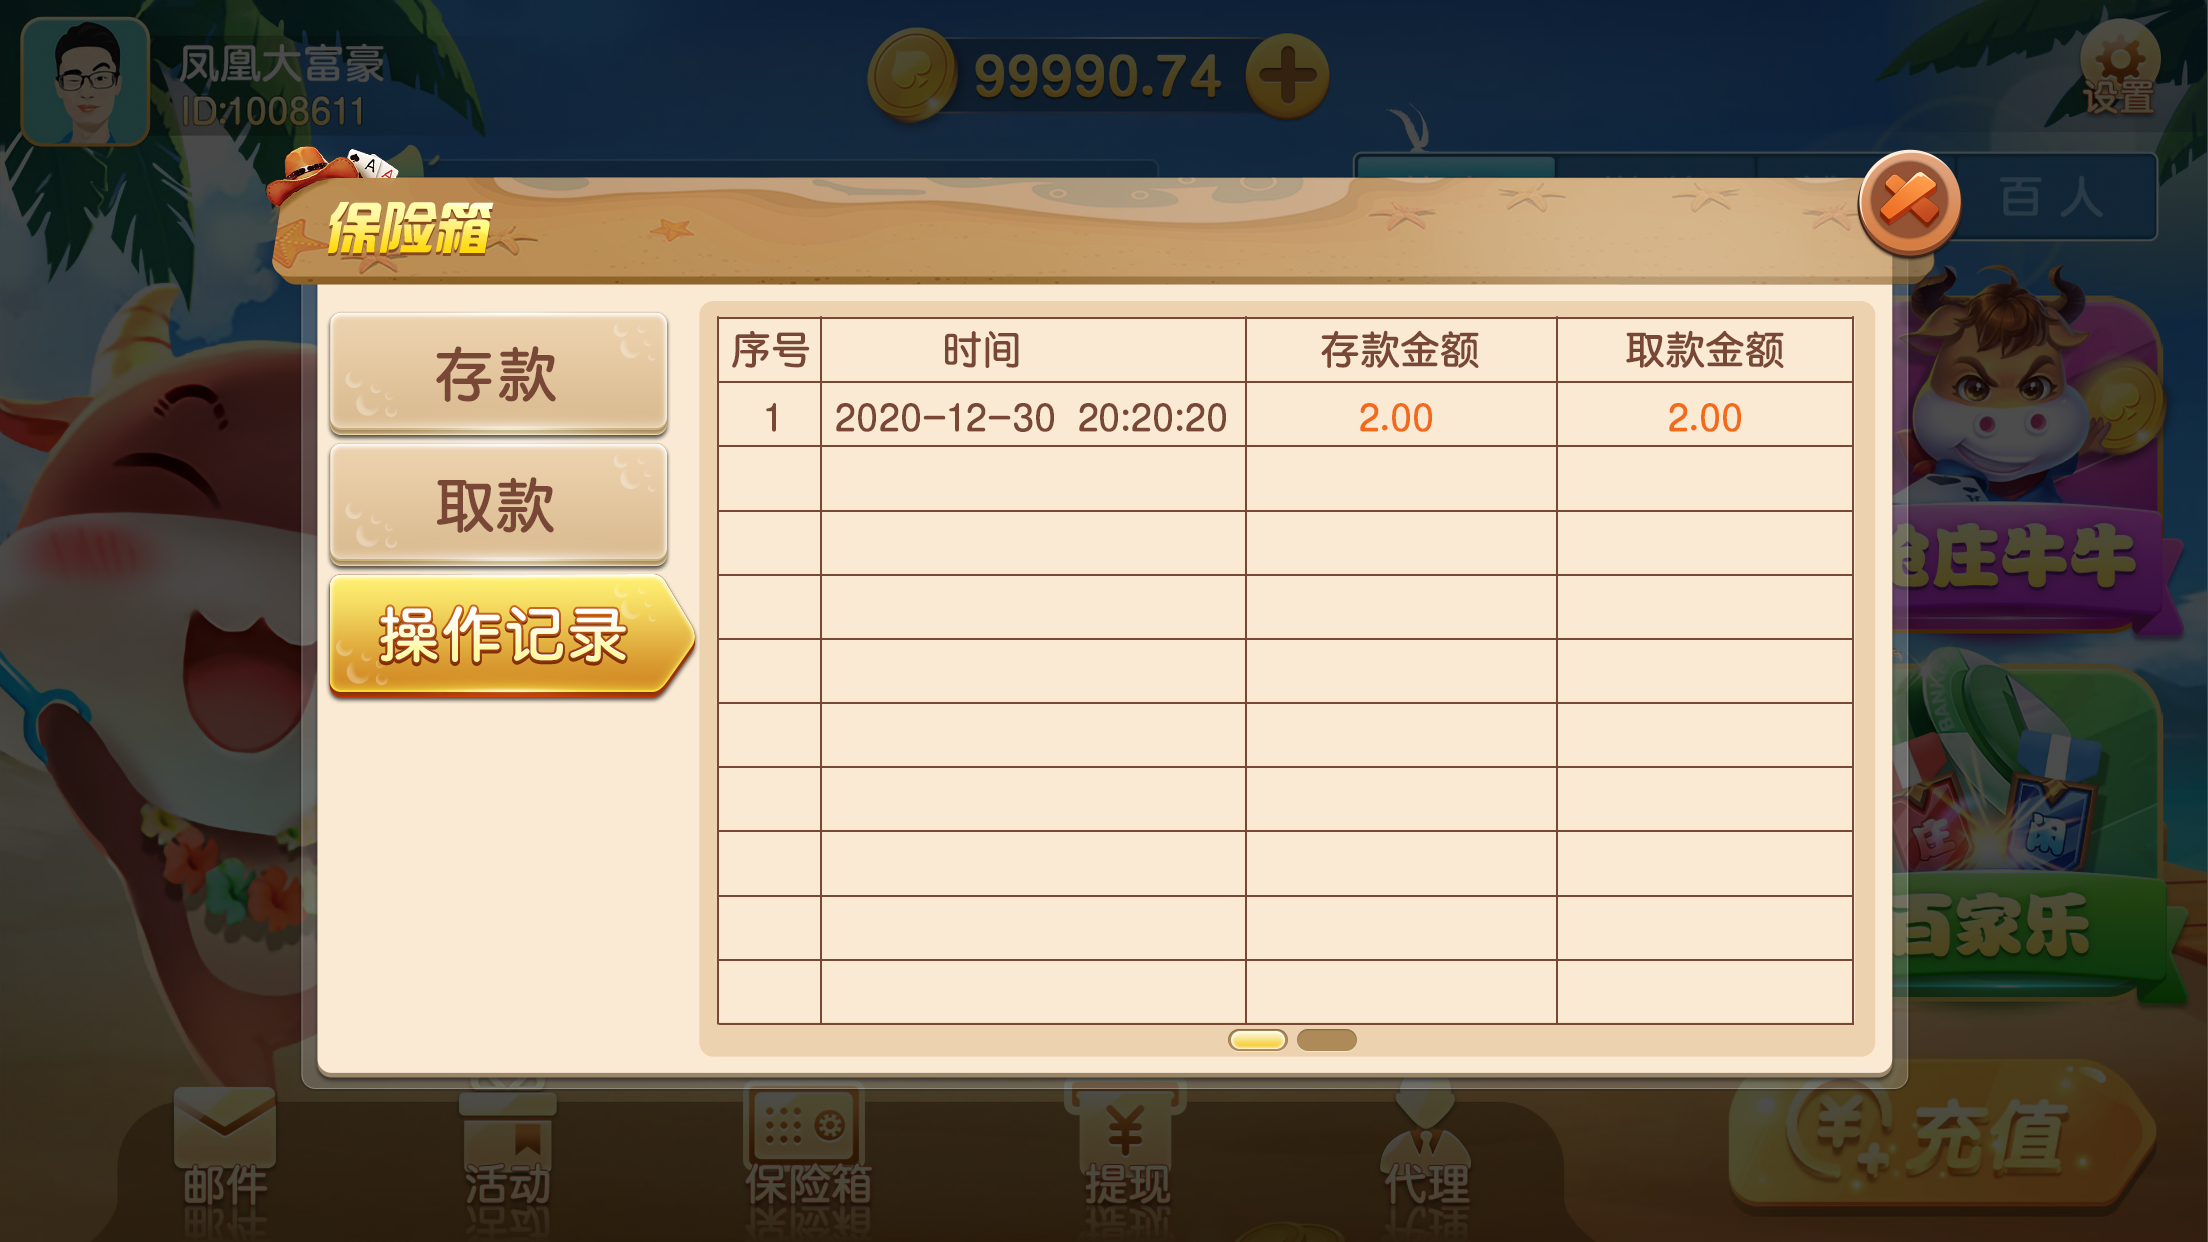 凤凰大富豪
ID:1008611
99990.74
设置
A
A
百人
保险箱
存款
取款
操作记录
序号 时间 存款金额 取款金额
1 2020-12-30 20:20:20 2.00 2.00
抢庄牛牛
BANK
庄 闲
百家乐
邮件 活动 保险箱 提现 代理
充值